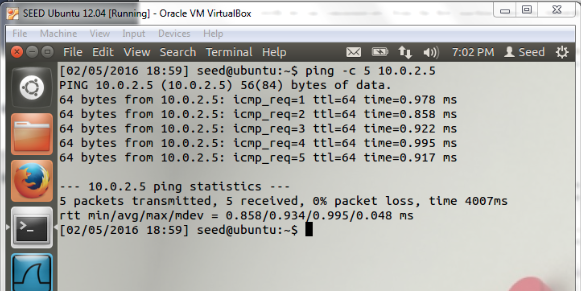 SEED Ubuntu 12.04 [Running] - Oracle VM VirtualBox
File Machine View Input Devices Help
File Edit View Search Terminal Help 7:02 PM Seed
[02/05/2016 18:59] seed@ubuntu:~$ ping -c 5 10.0.2.5
PING 10.0.2.5 (10.0.2.5) 56(84) bytes of data.
64 bytes from 10.0.2.5: icmp_req=1 ttl=64 time=0.978 ms
64 bytes from 10.0.2.5: icmp_req=2 ttl=64 time=0.858 ms
64 bytes from 10.0.2.5: icmp_req=3 ttl=64 time=0.922 ms
64 bytes from 10.0.2.5: icmp_req=4 ttl=64 time=0.995 ms
64 bytes from 10.0.2.5: icmp_req=5 ttl=64 time=0.917 ms
--- 10.0.2.5 ping statistics ---
5 packets transmitted, 5 received, 0% packet loss, time 4007ms
rtt min/avg/max/mdev = 0.858/0.934/0.995/0.048 ms
[02/05/2016 18:59] seed@ubuntu:~$